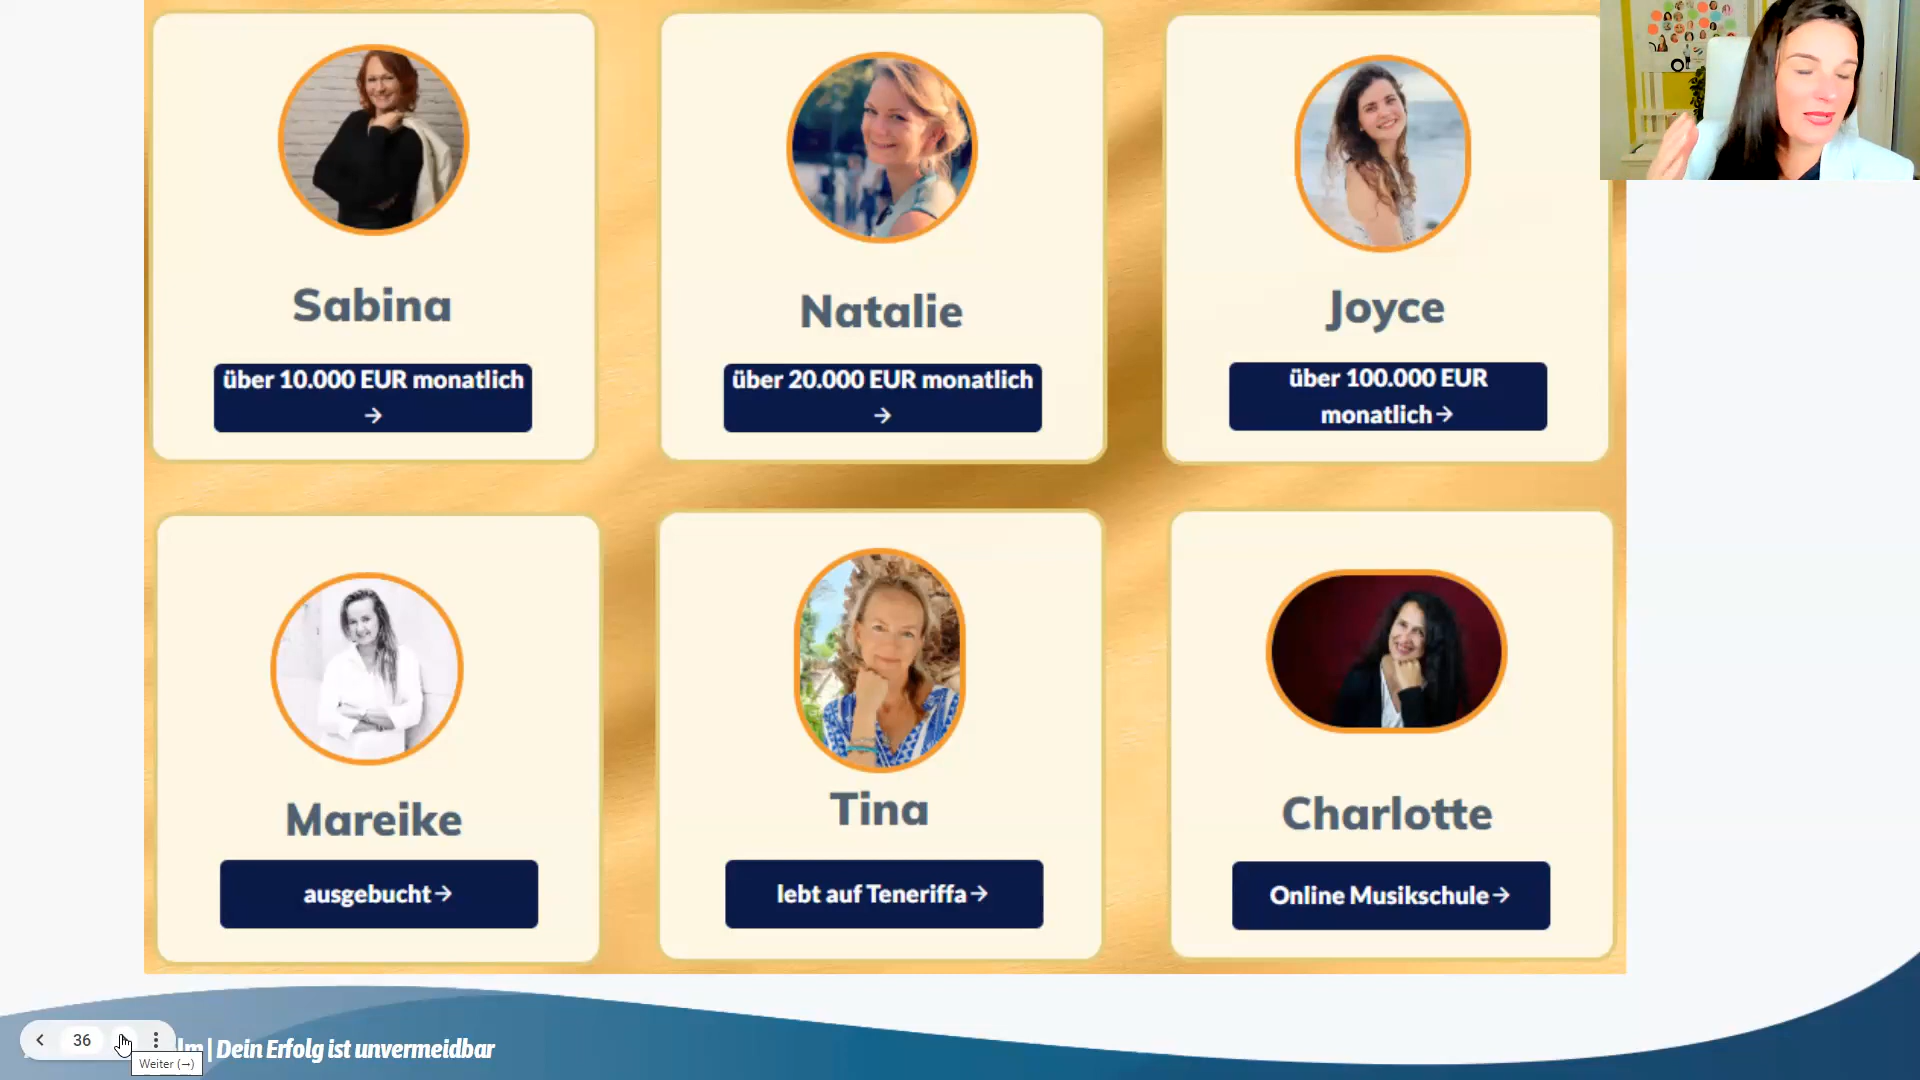 Sabina
über 10.000 EUR monatlich
→
Natalie
über 20.000 EUR monatlich
→
Joyce
über 100.000 EUR
monatlich →
Mareike
ausgebucht →
Tina
lebt auf Teneriffa →
Charlotte
Online Musikschule →
36
| Dein Erfolg ist unvermeidbar
Weiter (→)